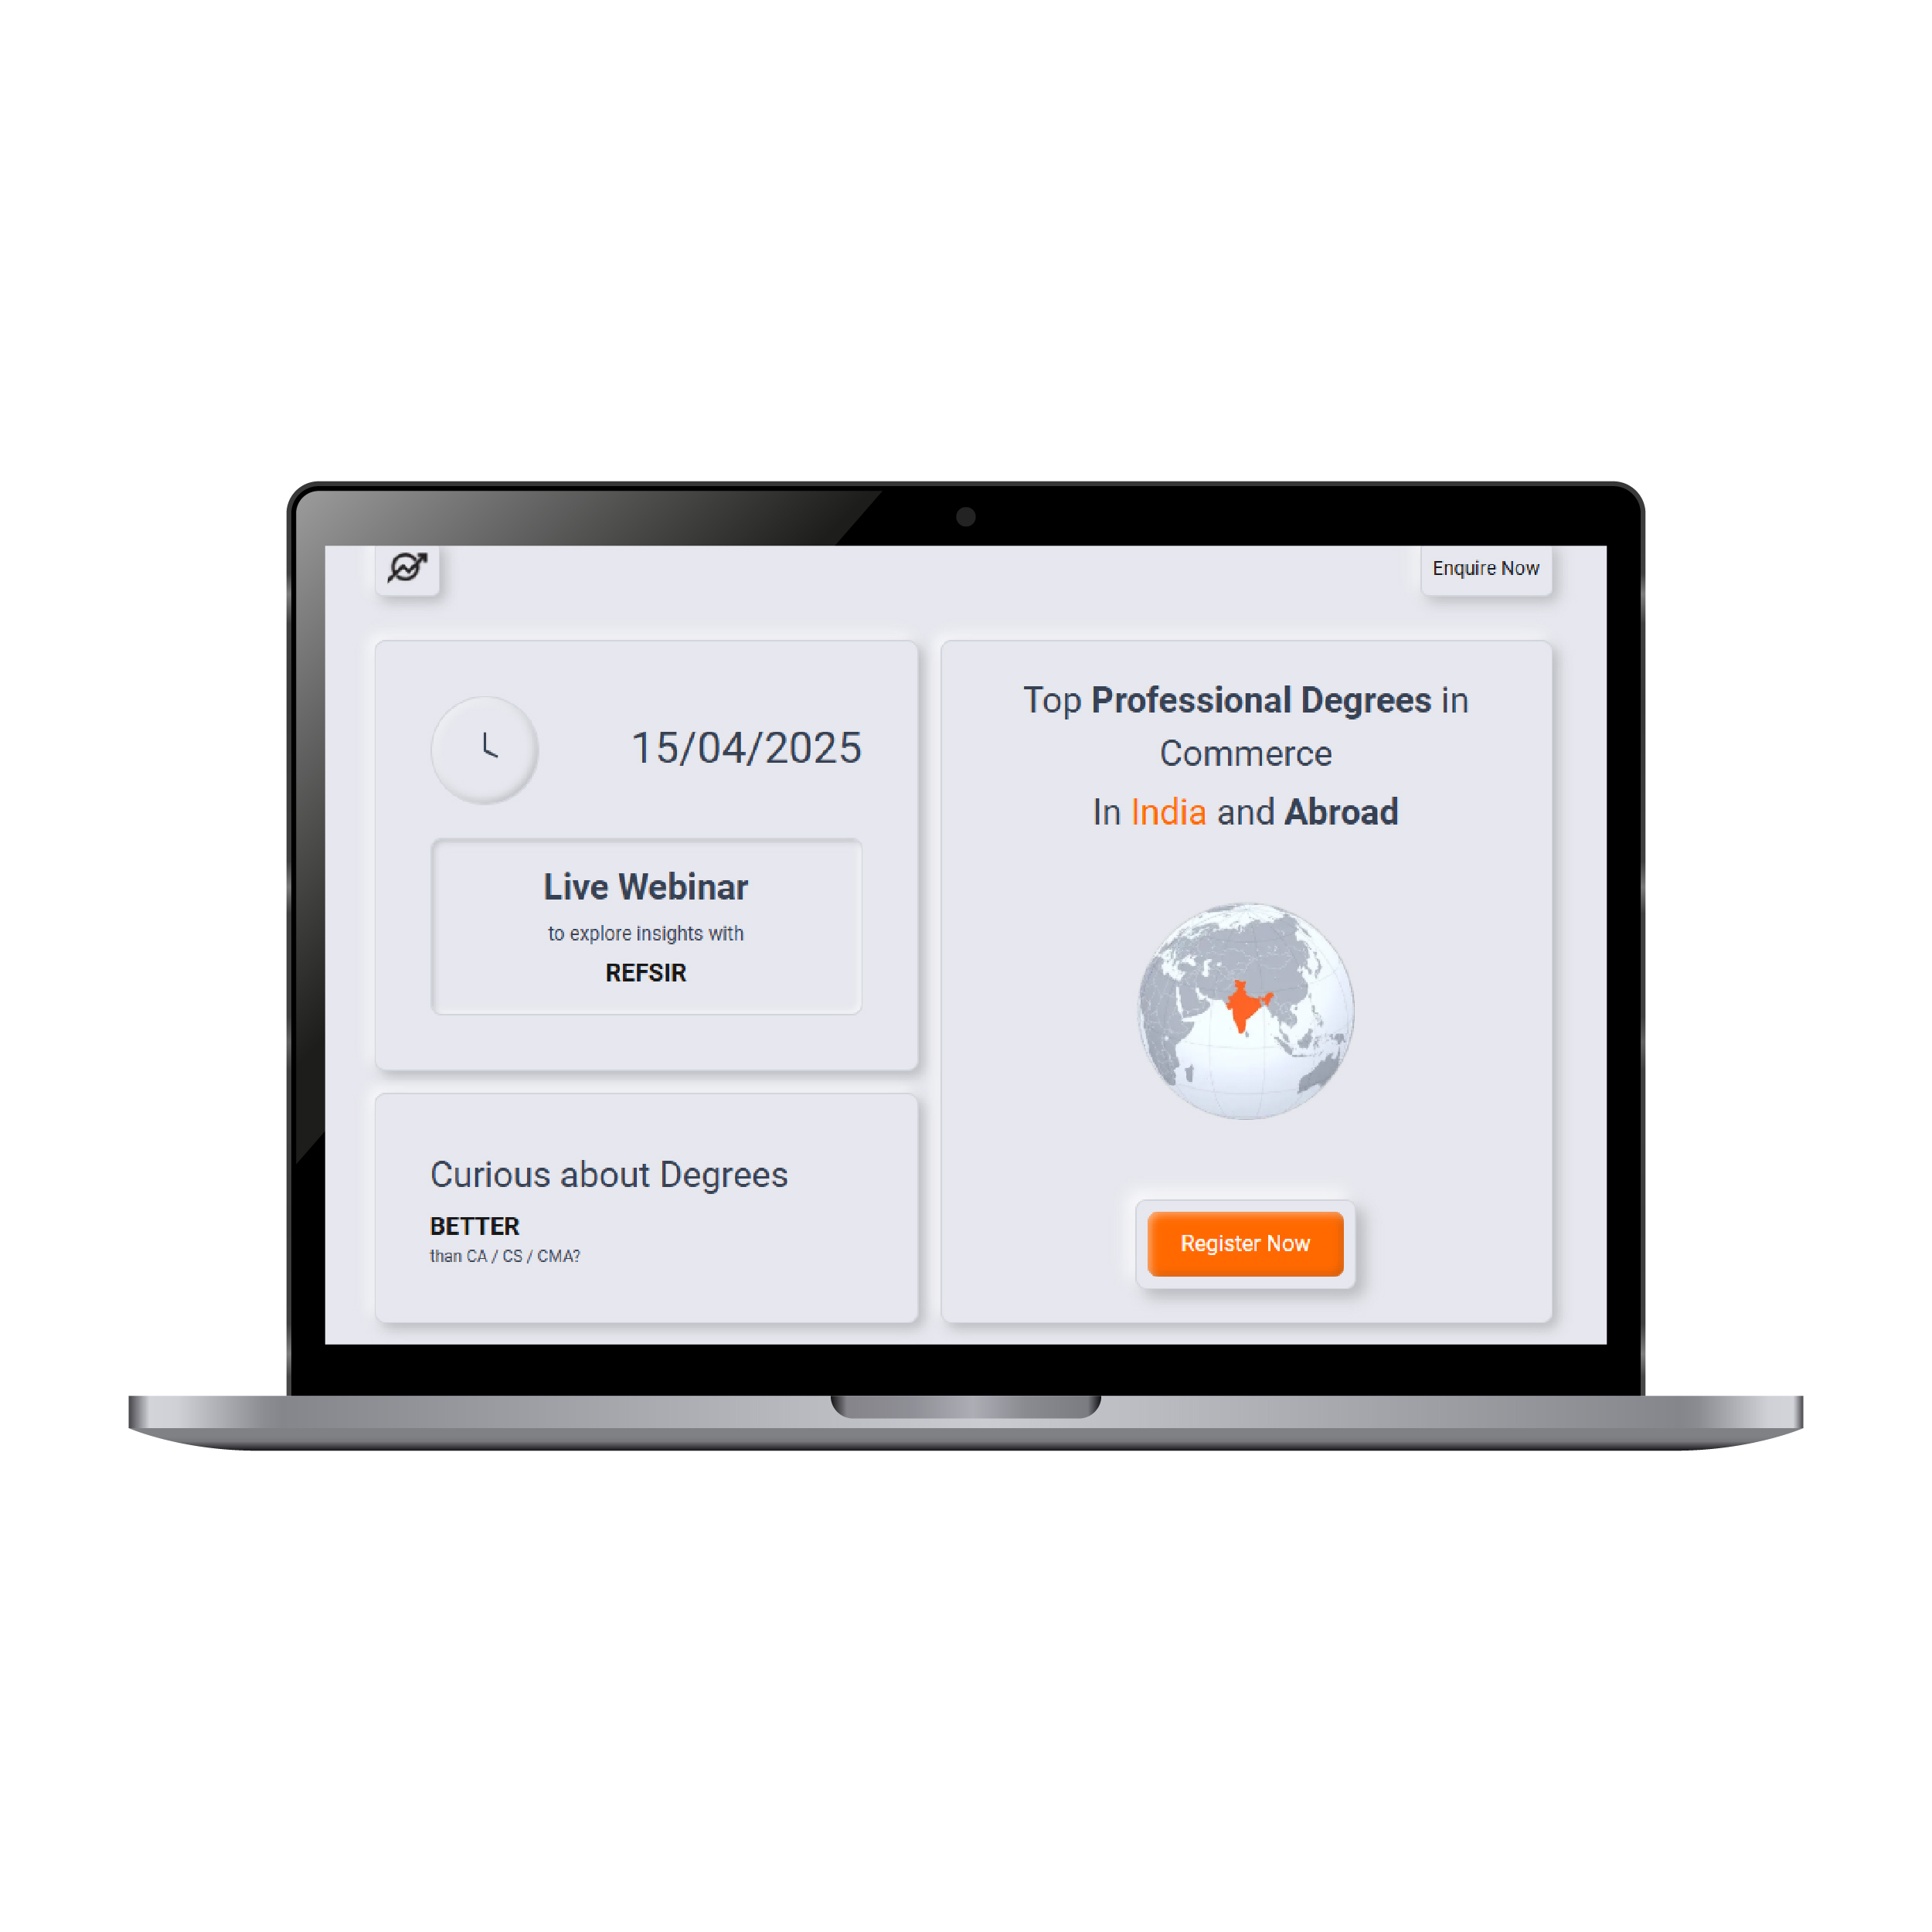 Enquire Now
15/04/2025
Live Webinar
to explore insights with
REFSIR
Curious about Degrees
BETTER
than CA / CS / CMA?
Top Professional Degrees in
Commerce
In India and Abroad
Register Now